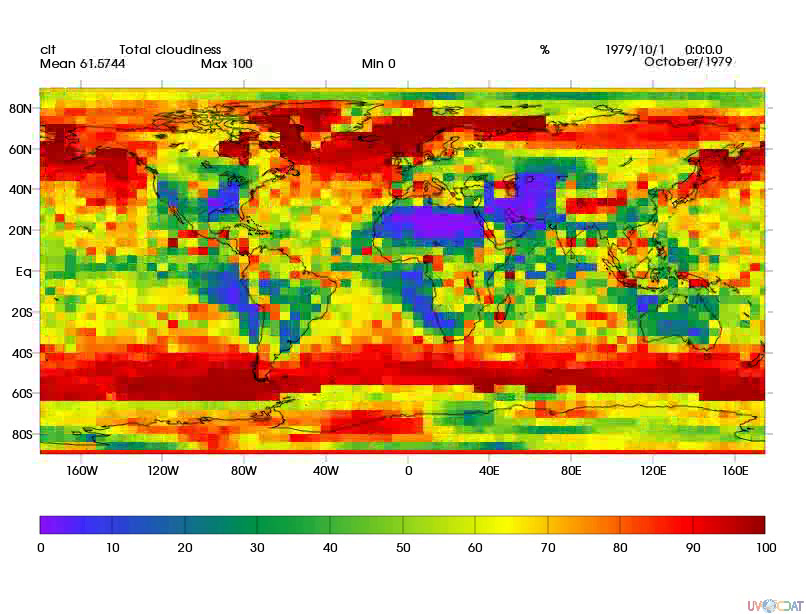 clt Total cloudiness % 1979/10/1 0:0:0.0
Mean 61.5744 Max 100 Min 0 October/1979
80N
60N
40N
20N
Eq
20S
40S
60S
80S
160W 120W 80W 40W 0 40E 80E 120E 160E
0 10 20 30 40 50 60 70 80 90 100
UV CDAT